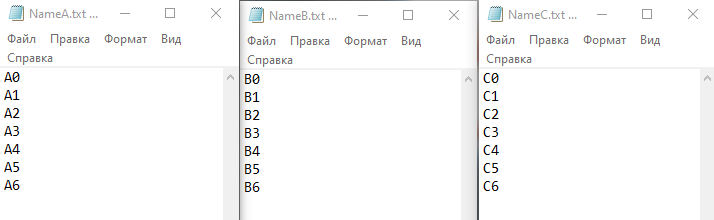 NameA.txt ...
Файл Правка Формат Вид
Справка
A0
A1
A2
A3
A4
A5
A6
NameB.txt ...
Файл Правка Формат Вид
Справка
B0
B1
B2
B3
B4
B5
B6
NameC.txt ...
Файл Правка Формат Вид
Справка
C0
C1
C2
C3
C4
C5
C6